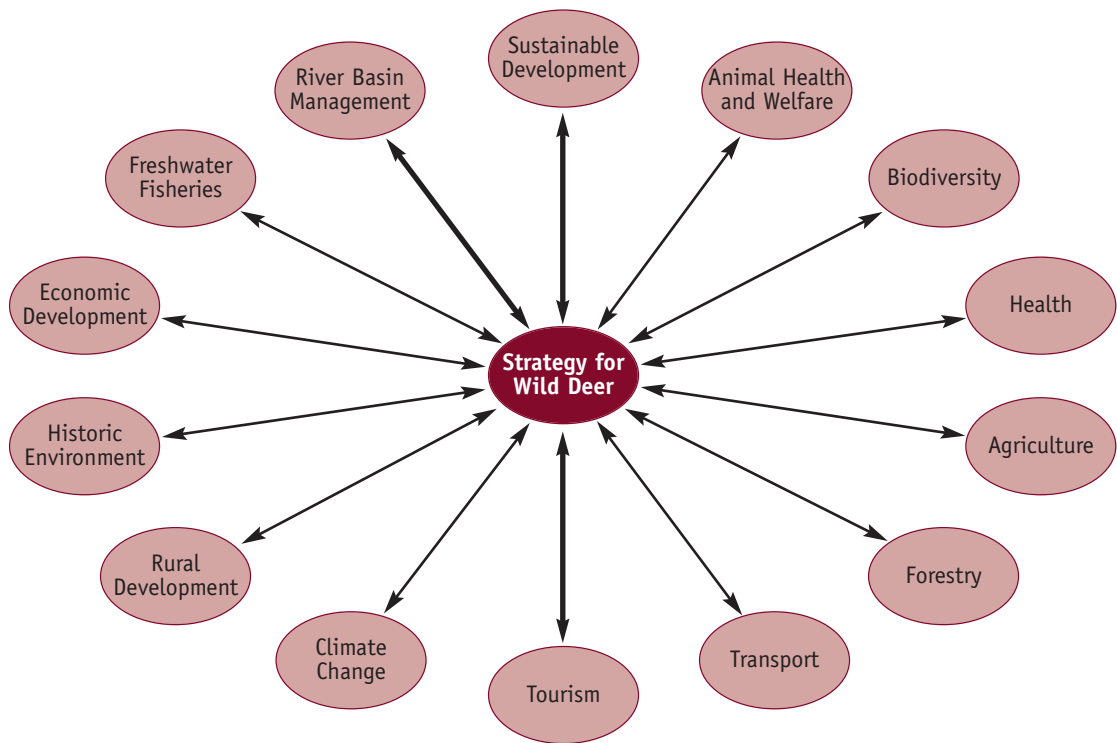 Sustainable
Development
River Basin
Management
Animal Health
and Welfare
Freshwater
Fisheries
Biodiversity
Economic
Development
Health
Strategy for
Wild Deer
Historic
Environment
Agriculture
Rural
Development
Forestry
Climate
Change
Transport
Tourism